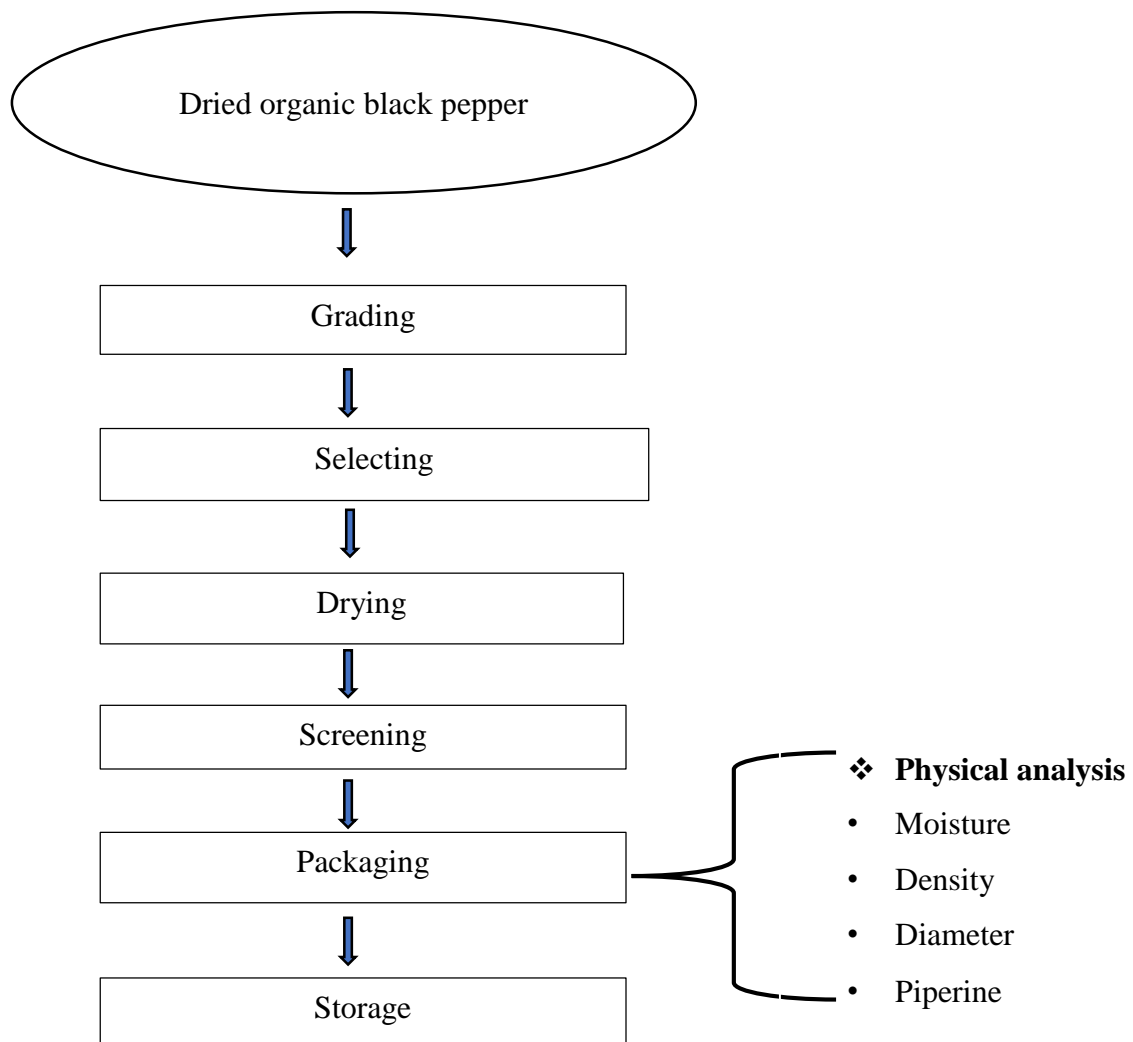 Dried organic black pepper
Grading
Selecting
Drying
Screening
Packaging
Storage
❖ Physical analysis
• Moisture
• Density
• Diameter
• Piperine